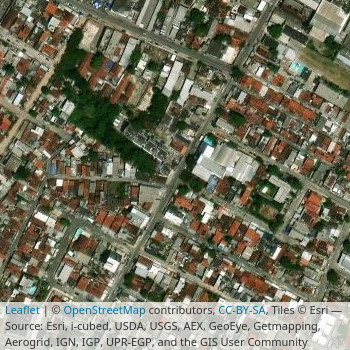 Leaflet | © OpenStreetMap contributors, CC-BY-SA, Tiles © Esri —
Source: Esri, i-cubed, USDA, USGS, AEX, GeoEye, Getmapping,
Aerogrid, IGN, IGP, UPR-EGP, and the GIS User Community